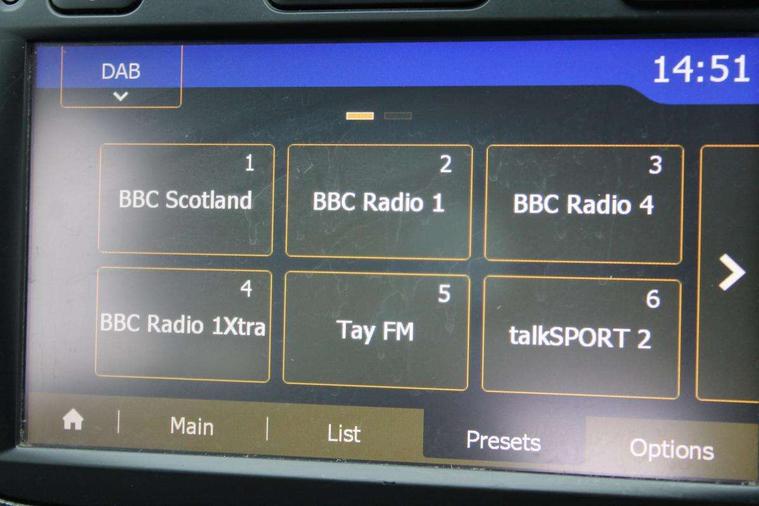 DAB
14:51
1
BBC Scotland
2
BBC Radio 1
3
BBC Radio 4
4
BBC Radio 1Xtra
5
Tay FM
6
talkSPORT 2
Main
List
Presets
Options